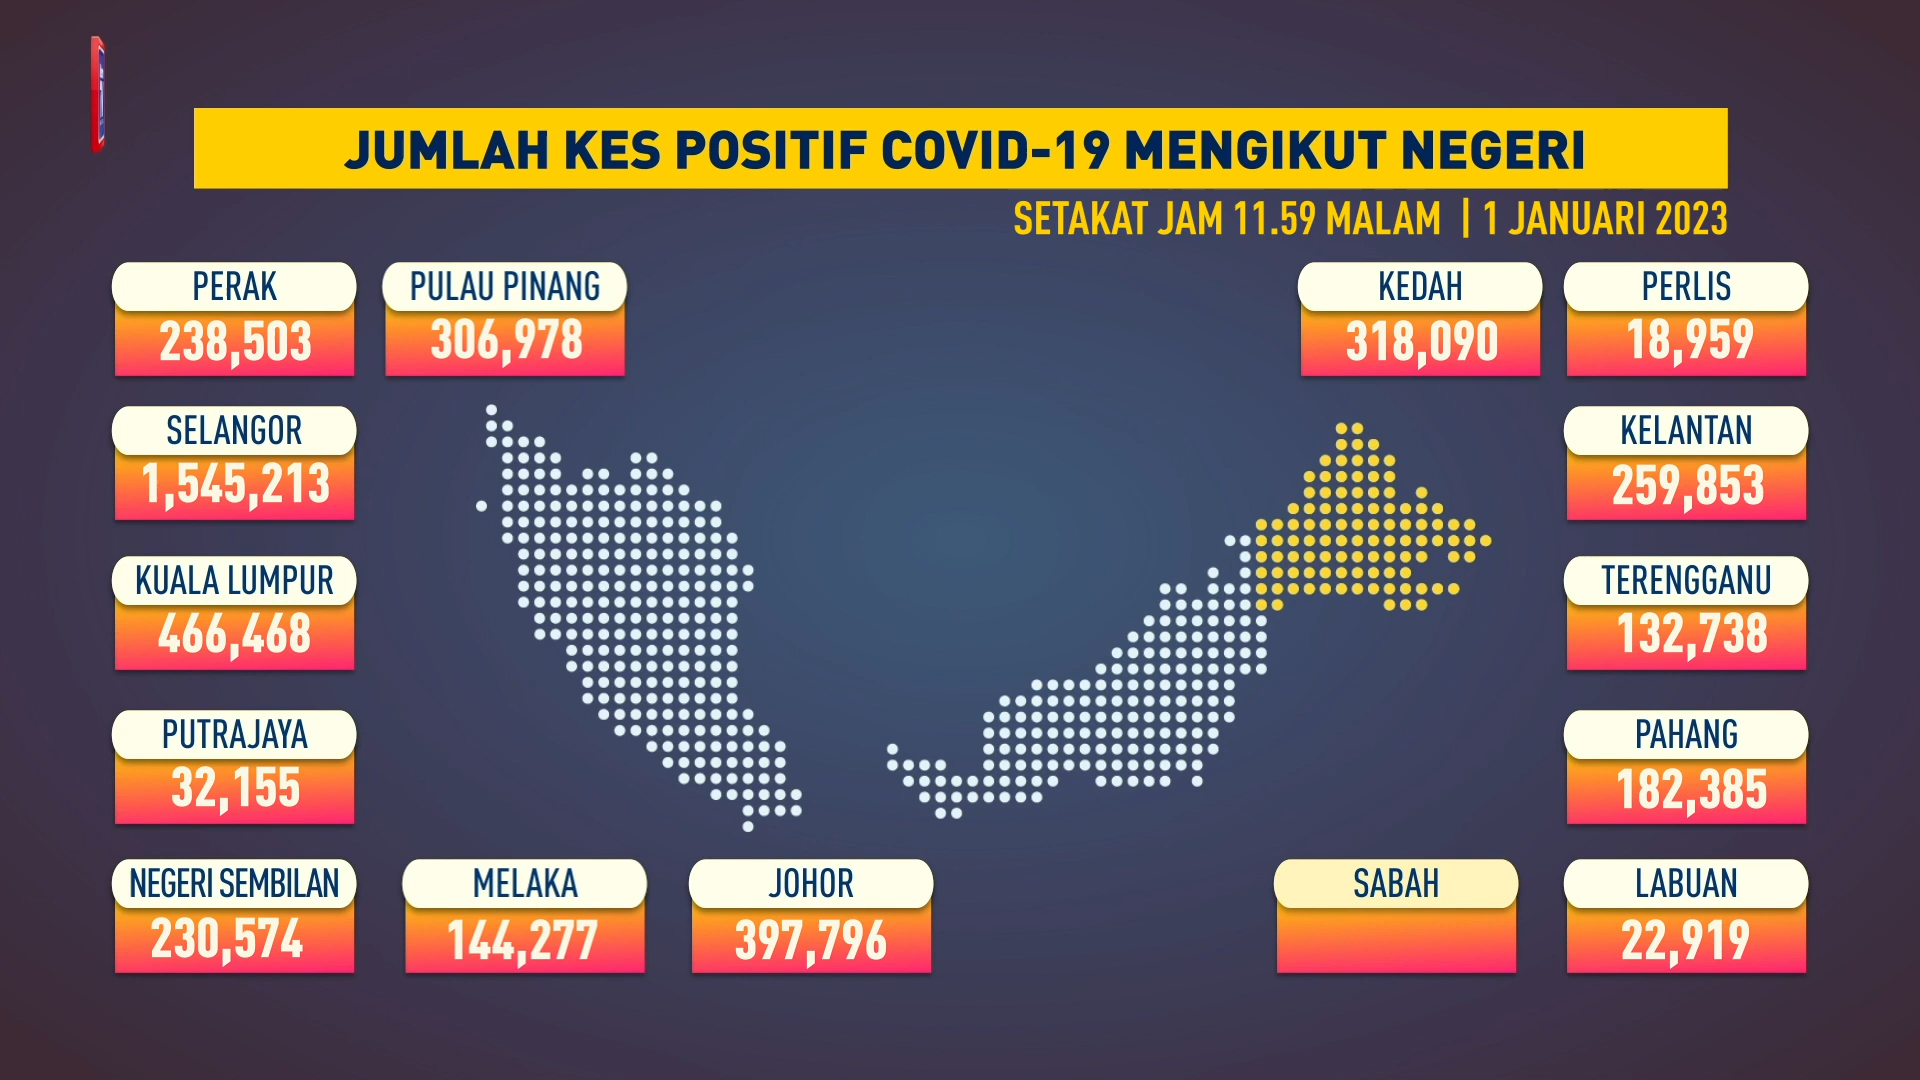 JUMLAH KES POSITIF COVID-19 MENGIKUT NEGERI
SETAKAT JAM 11.59 MALAM | 1 JANUARI 2023
PERAK
238,503
PULAU PINANG
306,978
KEDAH
318,090
PERLIS
18,959
SELANGOR
1,545,213
KELANTAN
259,853
KUALA LUMPUR
466,468
TERENGGANU
132,738
PUTRAJAYA
32,155
PAHANG
182,385
NEGERI SEMBILAN
230,574
MELAKA
144,277
JOHOR
397,796
SABAH
LABUAN
22,919